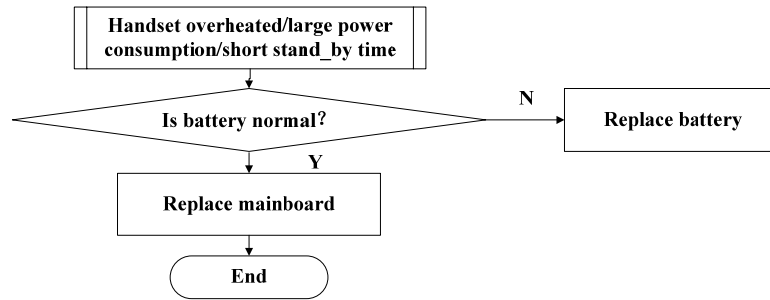 Handset overheated/large power
consumption/short stand_by time
Is battery normal?
N
Replace battery
Y
Replace mainboard
End